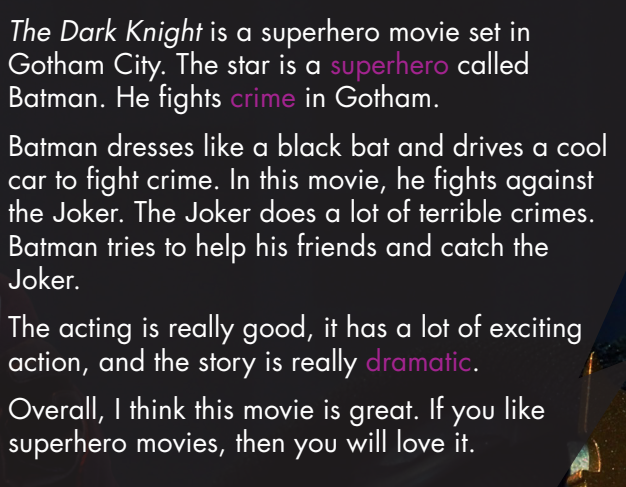 The Dark Knight is a superhero movie set in
Gotham City. The star is a superhero called
Batman. He fights crime in Gotham.
Batman dresses like a black bat and drives a cool
car to fight crime. In this movie, he fights against
the Joker. The Joker does a lot of terrible crimes.
Batman tries to help his friends and catch the
Joker.
The acting is really good, it has a lot of exciting
action, and the story is really dramatic.
Overall, I think this movie is great. If you like
superhero movies, then you will love it.